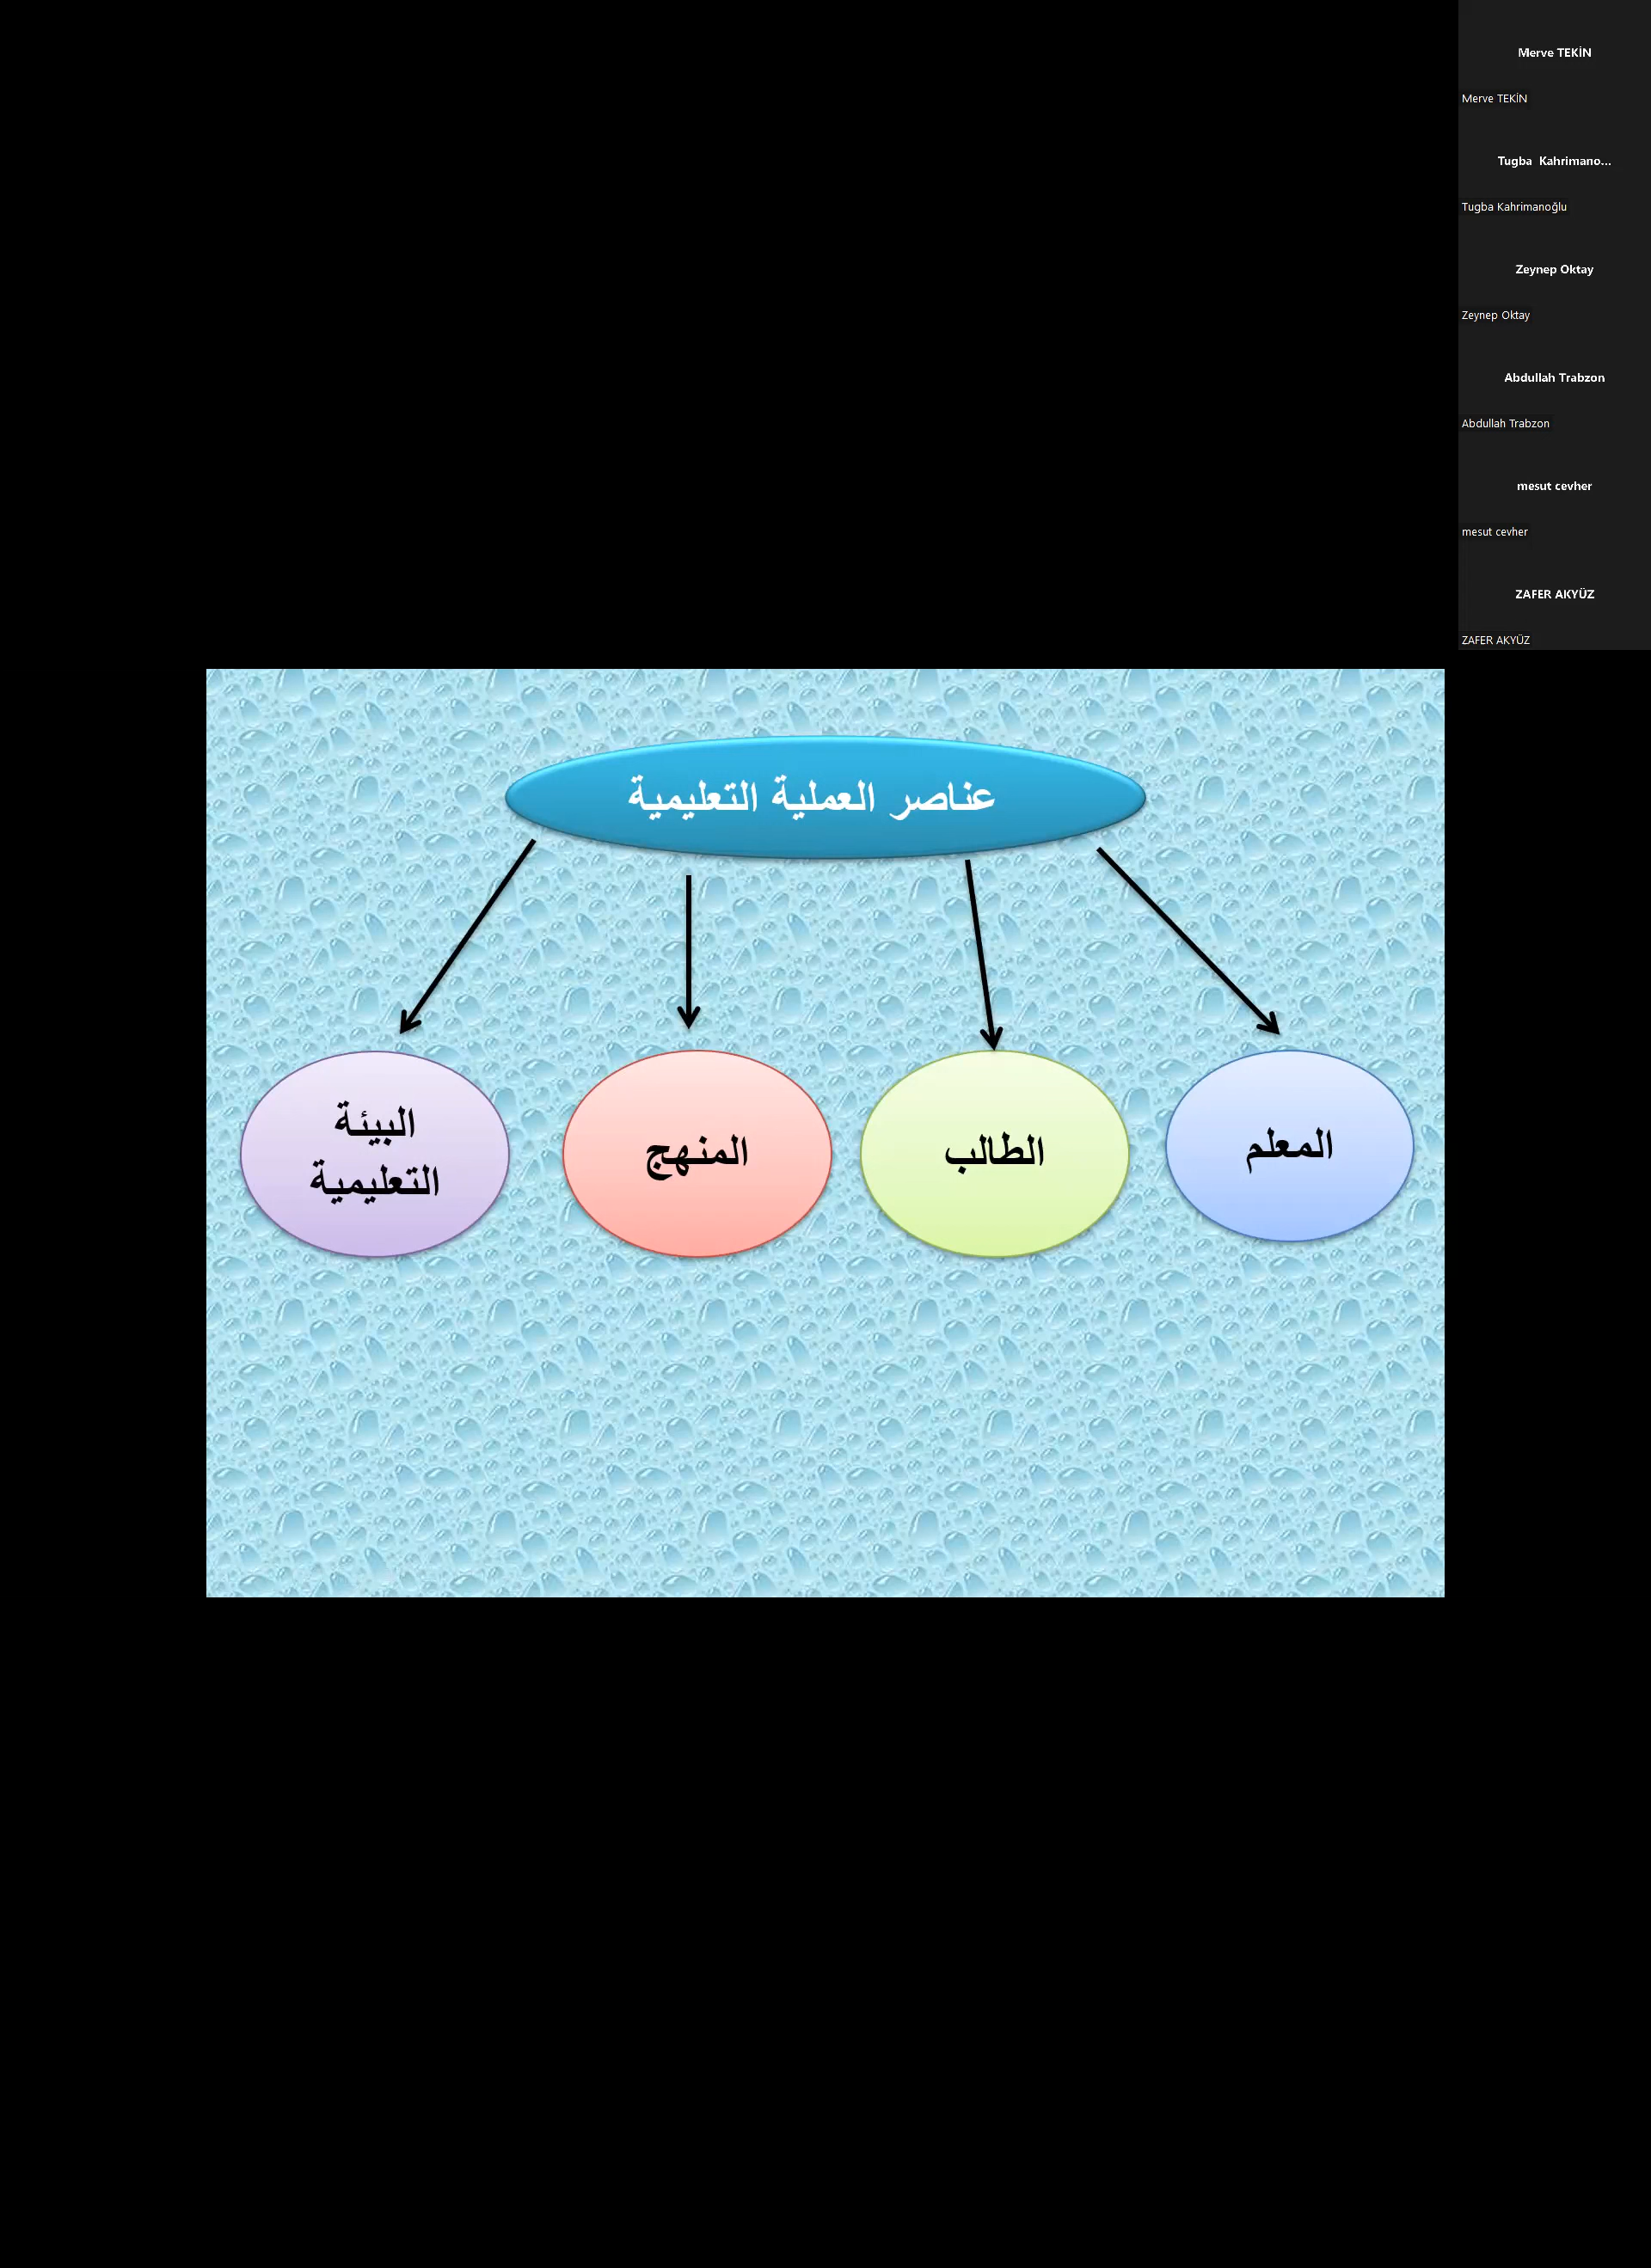 Merve TEKİN
Merve TEKİN
Tugba Kahrimano...
Tugba Kahrimanoğlu
Zeynep Oktay
Zeynep Oktay
Abdullah Trabzon
Abdullah Trabzon
mesut cevher
mesut cevher
ZAFER AKYÜZ
ZAFER AKYÜZ
عناصر العملية التعليمية
المعلم
الطالب
المنهج
البيئة
التعليمية